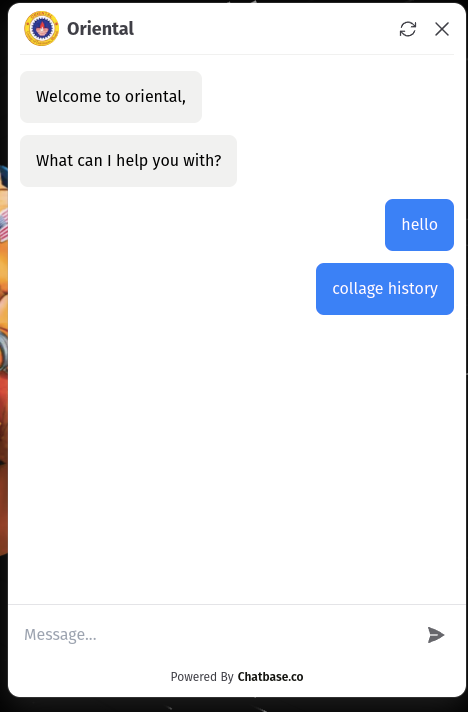 Oriental
Welcome to oriental,
What can I help you with?
hello
collage history
Message...
Powered By Chatbase.co